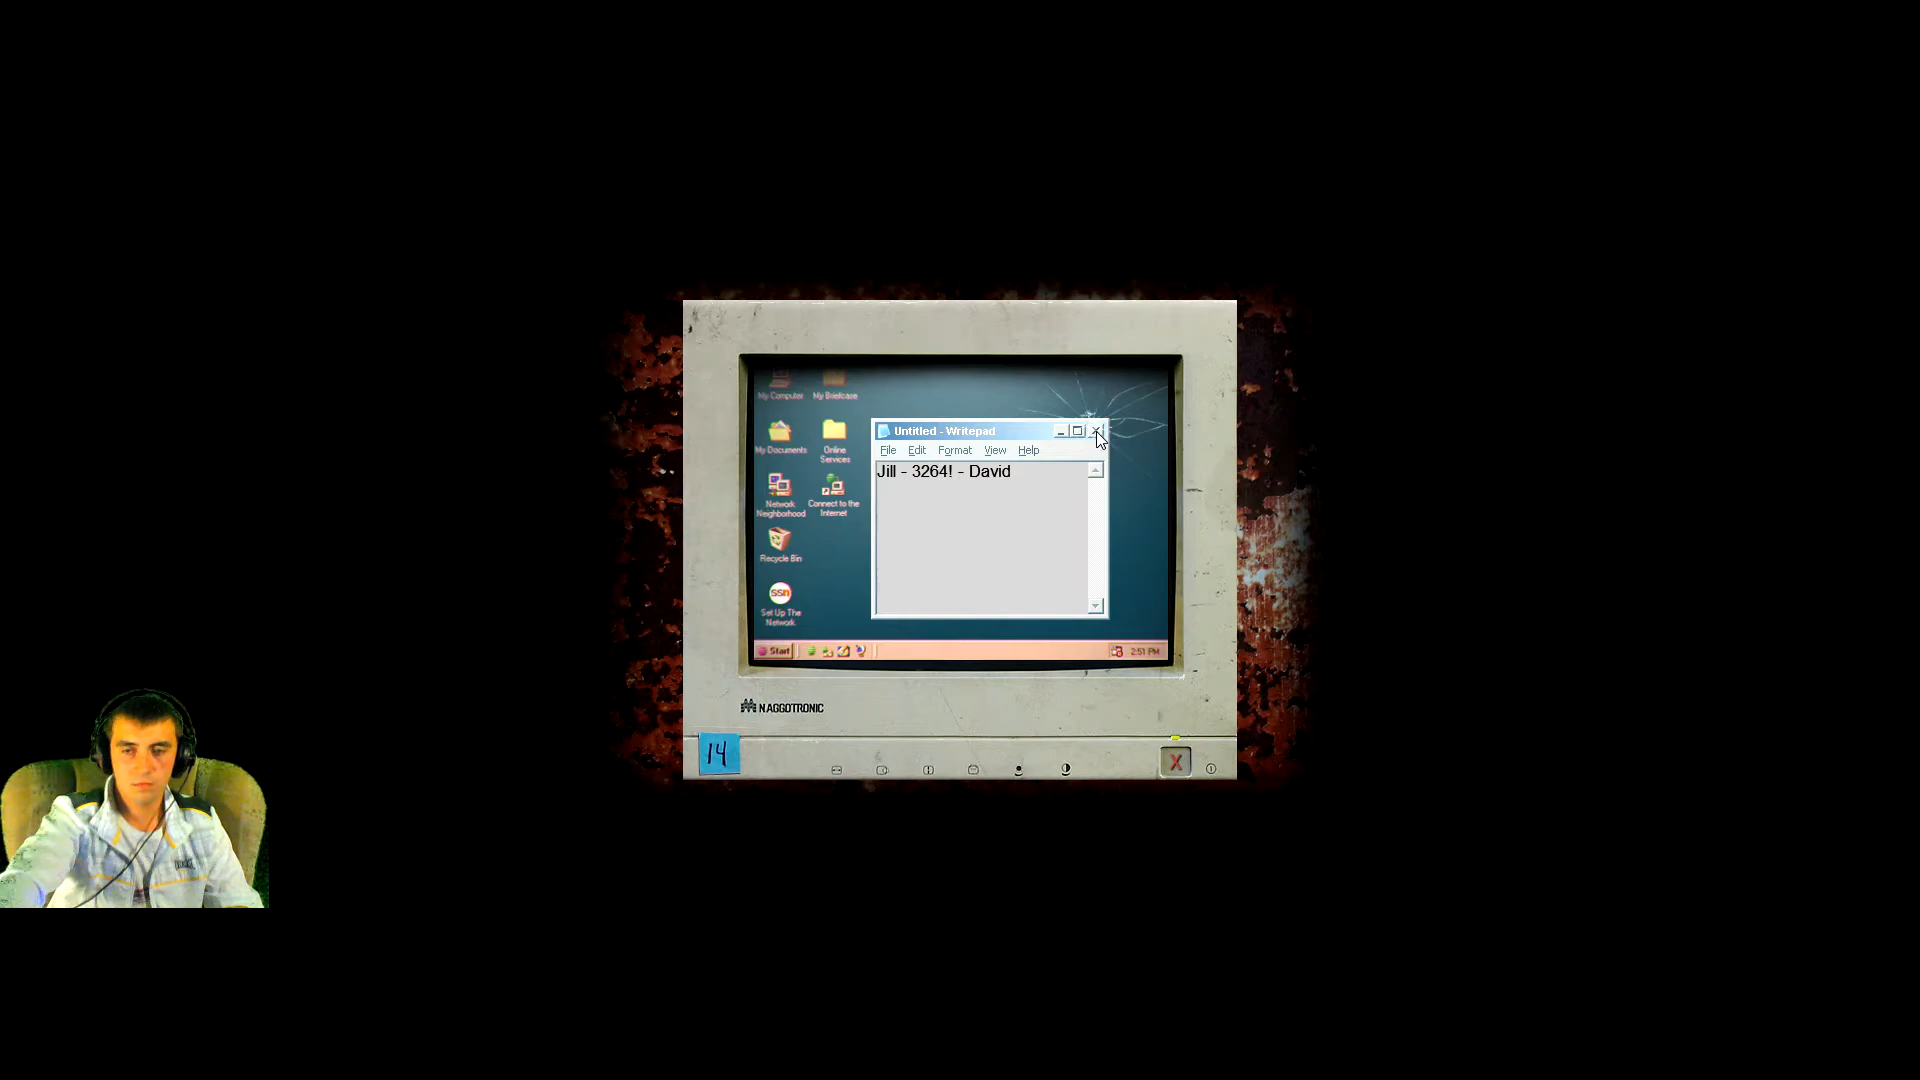 My Computer
My Briefcase
Untitled - Writepad
My Documents
Online
Services
File Edit Format View Help
Jill - 3264! - David
Network
Neighborhood
Connect to the
Internet
Recycle Bin
ssn
Set Up The
Network
Start
2:51 PM
NAGGOTRONIC
14
X